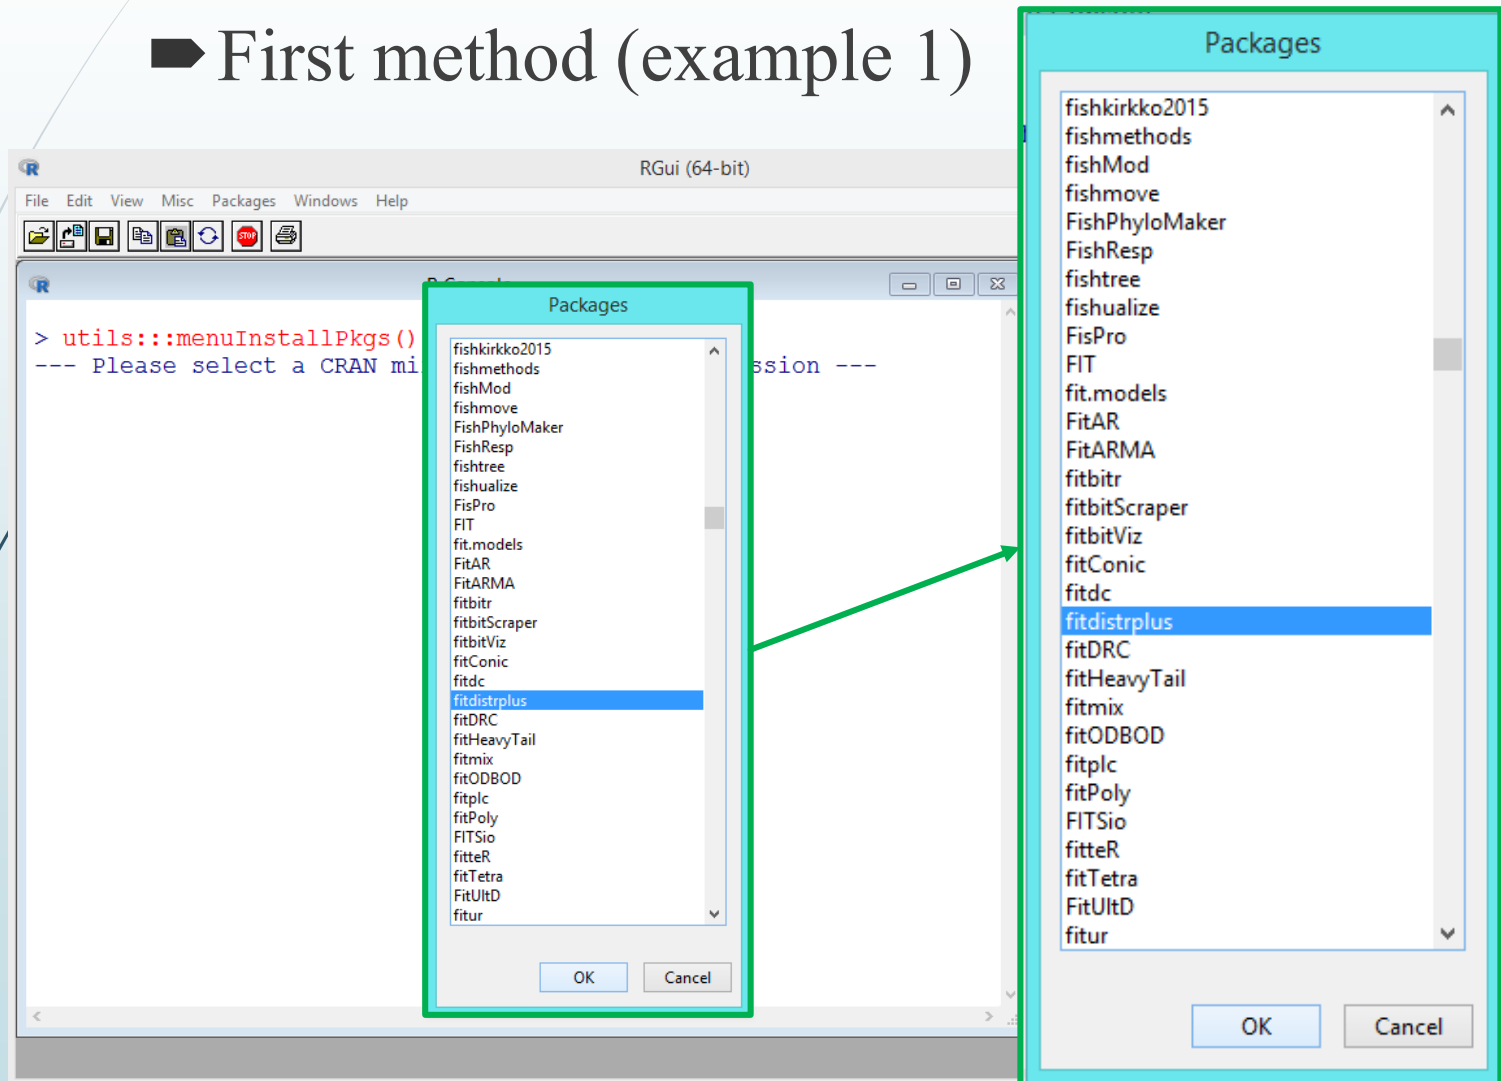 First method (example 1)
RGui (64-bit)
File Edit View Misc Packages Windows Help
STOP
> utils:::menuInstallPkgs()
--- Please select a CRAN mi ssion ---
Packages
fishkirkko2015
fishmethods
fishMod
fishmove
FishPhyloMaker
FishResp
fishtree
fishualize
FisPro
FIT
fit.models
FitAR
FitARMA
fitbitr
fitbitScraper
fitbitViz
fitConic
fitdc
fitdistrplus
fitDRC
fitHeavyTail
fitmix
fitODBOD
fitplc
fitPoly
FITSio
fitteR
fitTetra
FitUltD
fitur
OK Cancel
Packages
fishkirkko2015
fishmethods
fishMod
fishmove
FishPhyloMaker
FishResp
fishtree
fishualize
FisPro
FIT
fit.models
FitAR
FitARMA
fitbitr
fitbitScraper
fitbitViz
fitConic
fitdc
fitdistrplus
fitDRC
fitHeavyTail
fitmix
fitODBOD
fitplc
fitPoly
FITSio
fitteR
fitTetra
FitUltD
fitur
OK Cancel